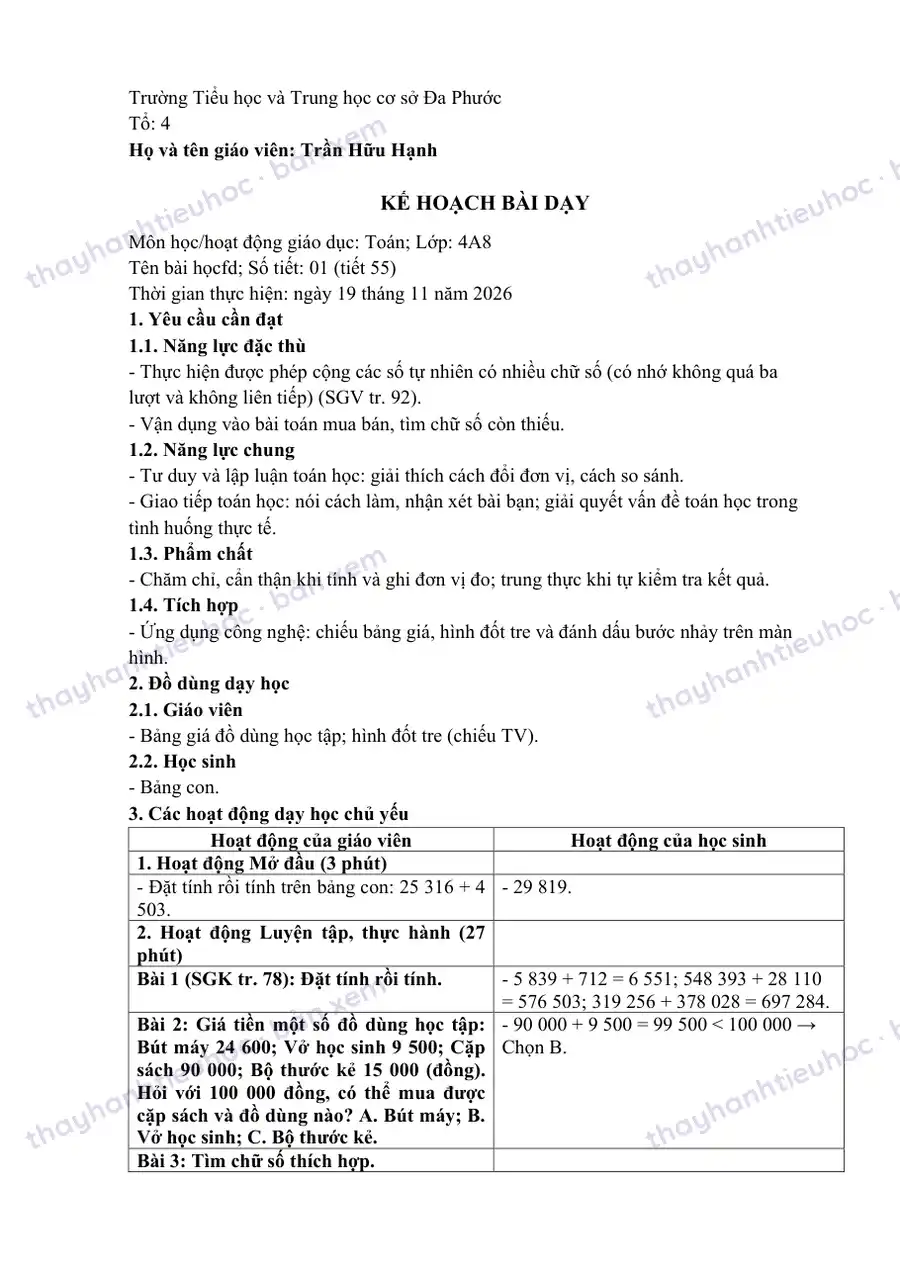 Trường Tiểu học và Trung học cơ sở Đa Phước
Tổ: 4
Họ và tên giáo viên: Trần Hữu Hạnh
KẾ HOẠCH BÀI DẠY
Môn học/hoạt động giáo dục: Toán; Lớp: 4A8
Tên bài họcfd; Số tiết: 01 (tiết 55)
Thời gian thực hiện: ngày 19 tháng 11 năm 2026
1. Yêu cầu cần đạt
1.1. Năng lực đặc thù
- Thực hiện được phép cộng các số tự nhiên có nhiều chữ số (có nhớ không quá ba
lượt và không liên tiếp) (SGV tr. 92).
- Vận dụng vào bài toán mua bán, tìm chữ số còn thiếu.
1.2. Năng lực chung
- Tư duy và lập luận toán học: giải thích cách đổi đơn vị, cách so sánh.
- Giao tiếp toán học: nói cách làm, nhận xét bài bạn; giải quyết vấn đề toán học trong
tình huống thực tế.
1.3. Phẩm chất
- Chăm chỉ, cẩn thận khi tính và ghi đơn vị đo; trung thực khi tự kiểm tra kết quả.
1.4. Tích hợp
- Ứng dụng công nghệ: chiếu bảng giá, hình đốt tre và đánh dấu bước nhảy trên màn
hình.
2. Đồ dùng dạy học
2.1. Giáo viên
- Bảng giá đồ dùng học tập; hình đốt tre (chiếu TV).
2.2. Học sinh
- Bảng con.
3. Các hoạt động dạy học chủ yếu
Hoạt động của giáo viên
Hoạt động của học sinh
1. Hoạt động Mở đầu (3 phút)
- Đặt tính rồi tính trên bảng con: 25 316 + 4
503.
- 29 819.
2. Hoạt động Luyện tập, thực hành (27
phút)
Bài 1 (SGK tr. 78): Đặt tính rồi tính.
- 5 839 + 712 = 6 551; 548 393 + 28 110
= 576 503; 319 256 + 378 028 = 697 284.
Bài 2: Giá tiền một số đồ dùng học tập:
Bút máy 24 600; Vở học sinh 9 500; Cặp
sách 90 000; Bộ thước kẻ 15 000 (đồng).
Hỏi với 100 000 đồng, có thể mua được
cặp sách và đồ dùng nào? A. Bút máy; B.
Vở học sinh; C. Bộ thước kẻ.
- 90 000 + 9 500 = 99 500 < 100 000 →
Chọn B.
Bài 3: Tìm chữ số thích hợp.
thayhanhtieuhoc · bản xem
thayhanhtieuhoc · b
thayhanhtieuhoc · bản xem
thayhanhtieuhoc · b
thayhanhtieuhoc · bản xem
thayhanhtieuhoc · b